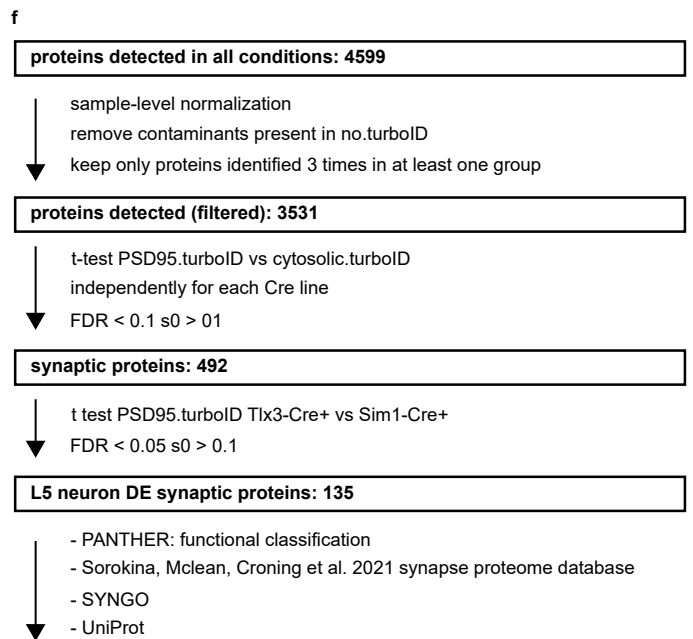 f
proteins detected in all conditions: 4599
sample-level normalization
remove contaminants present in no.turboID
keep only proteins identified 3 times in at least one group
proteins detected (filtered): 3531
t-test PSD95.turboID vs cytosolic.turboID
independently for each Cre line
FDR < 0.1 s0 > 01
synaptic proteins: 492
t test PSD95.turboID Tlx3-Cre+ vs Sim1-Cre+
FDR < 0.05 s0 > 0.1
L5 neuron DE synaptic proteins: 135
- PANTHER: functional classification
- Sorokina, Mclean, Croning et al. 2021 synapse proteome database
- SYNGO
- UniProt